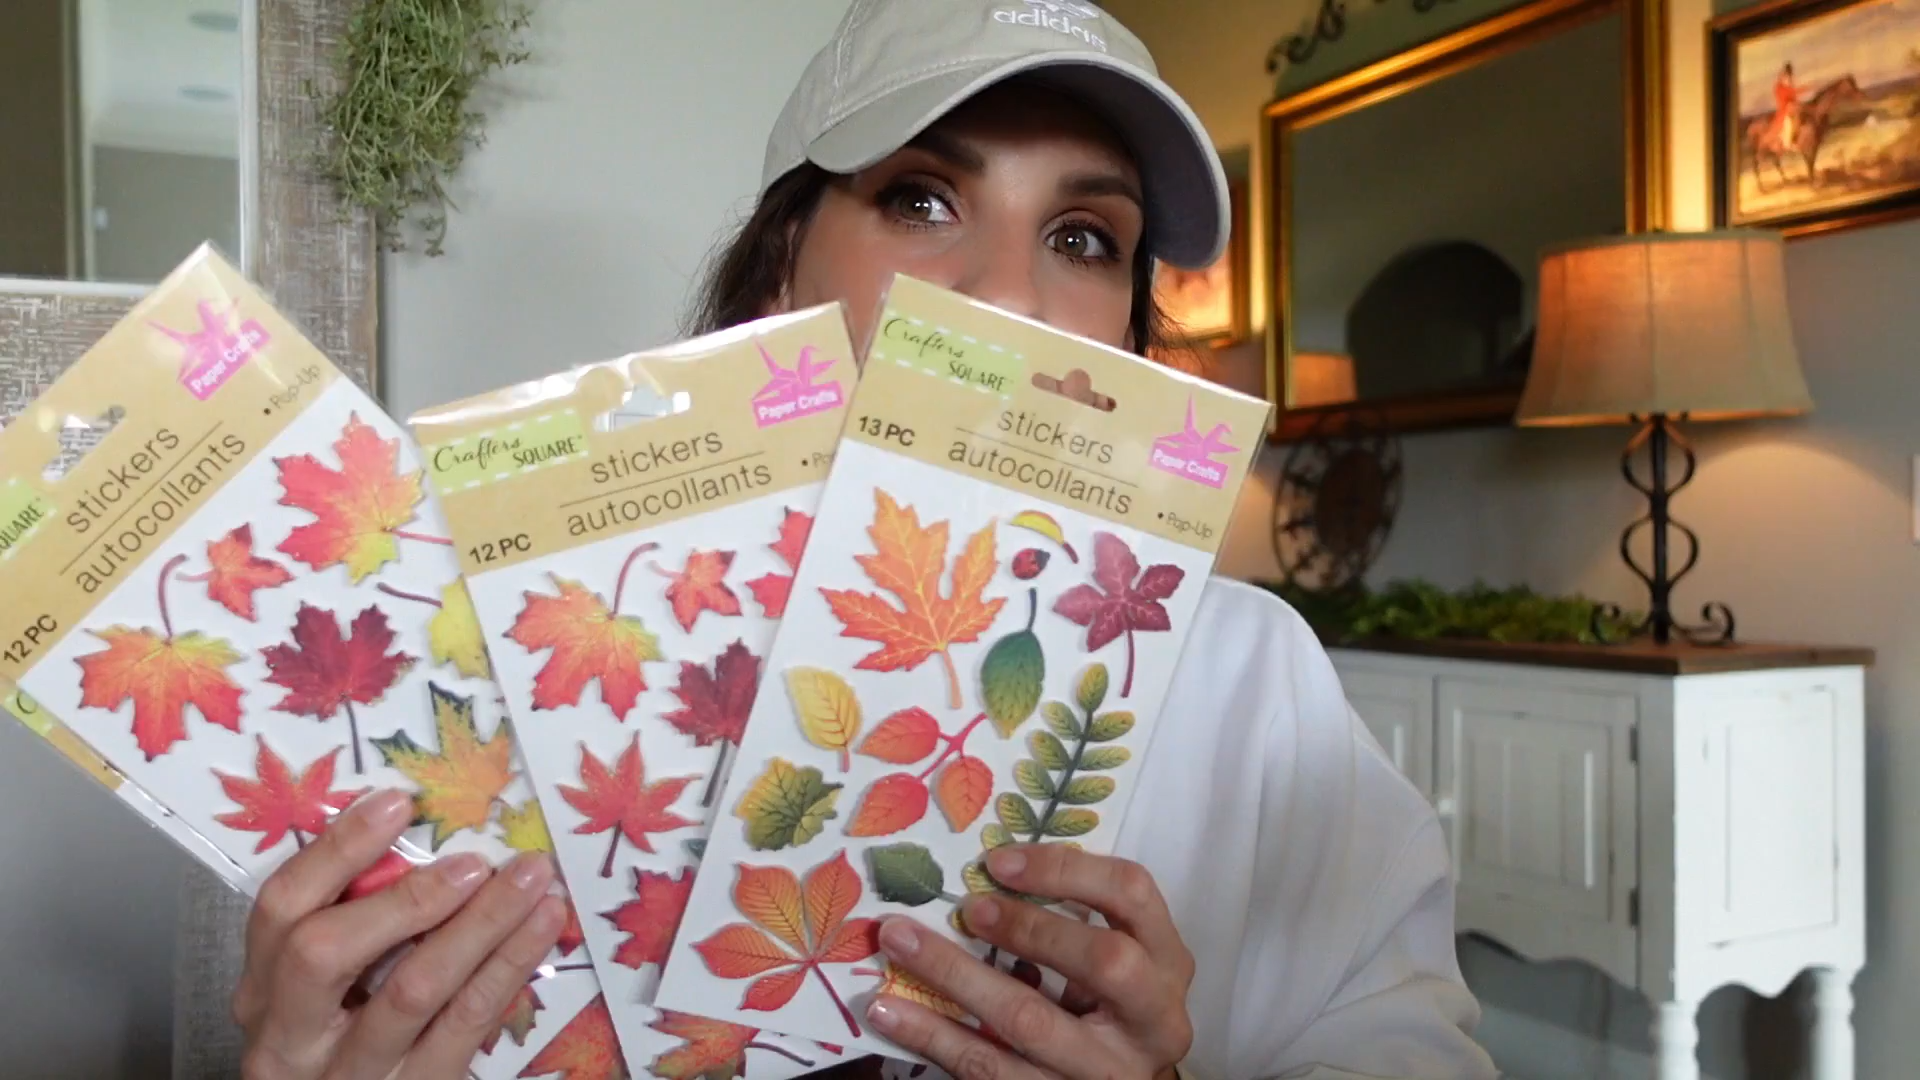 adidas
SQUARE
Paper Crafts
• Pop-Up
stickers
autocollants
12 PC
Crafters
SQUARE
Paper Crafts
stickers
autocollants
12 PC
Crafters
SQUARE
Paper Crafts
13 PC
stickers
autocollants
• Pop-Up